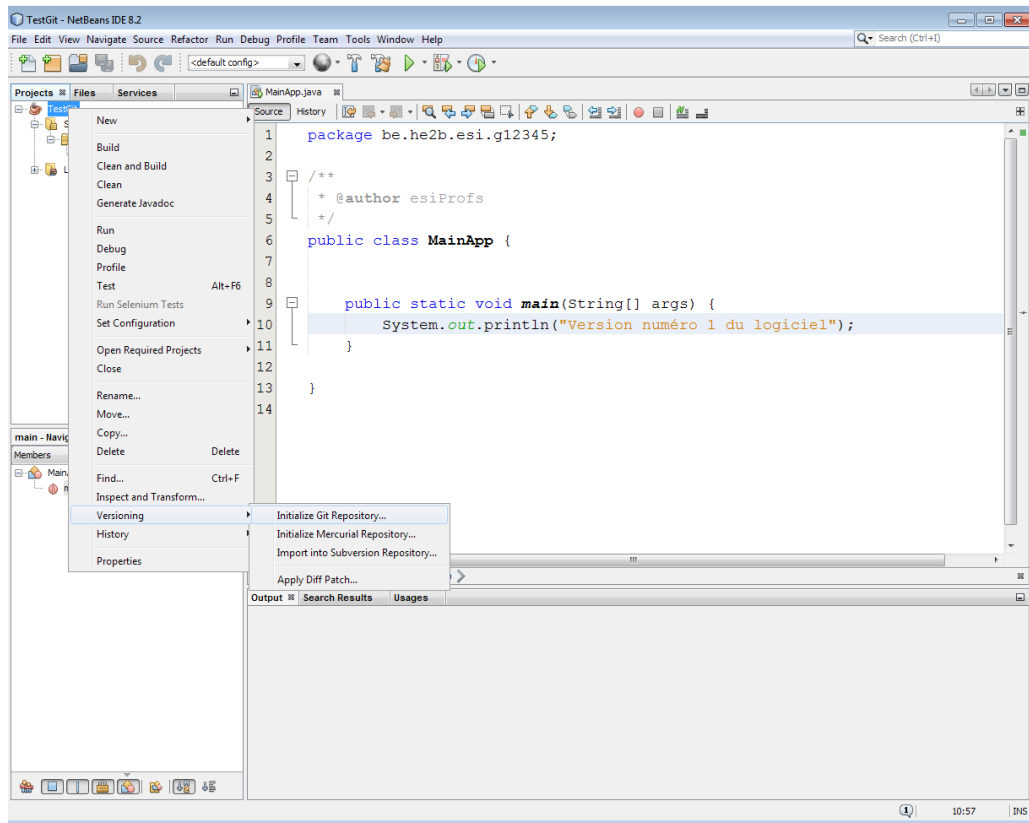 TestGit - NetBeans IDE 8.2
File Edit View Navigate Source Refactor Run Debug Profile Team Tools Window Help
Search (Ctrl+I)
<default config>
Projects Files Services
MainApp.java
TestGit
Source History
New
Build
Clean and Build
Clean
Generate Javadoc
Run
Debug
Profile
Test Alt+F6
Run Selenium Tests
Set Configuration
Open Required Projects
Close
Rename...
Move...
Copy...
Delete Delete
Find... Ctrl+F
Inspect and Transform...
Versioning
History
Properties
Initialize Git Repository...
Initialize Mercurial Repository...
Import into Subversion Repository...
Apply Diff Patch...
1 package be.he2b.esi.g12345;
2
3 /**
4 * @author esiProfs
5 */
6 public class MainApp {
7
8
9 public static void main(String[] args) {
10 System.out.println("Version numéro 1 du logiciel");
11 }
12
13 }
14
main - Navig
Members
Main
Output Search Results Usages
1 10:57 INS